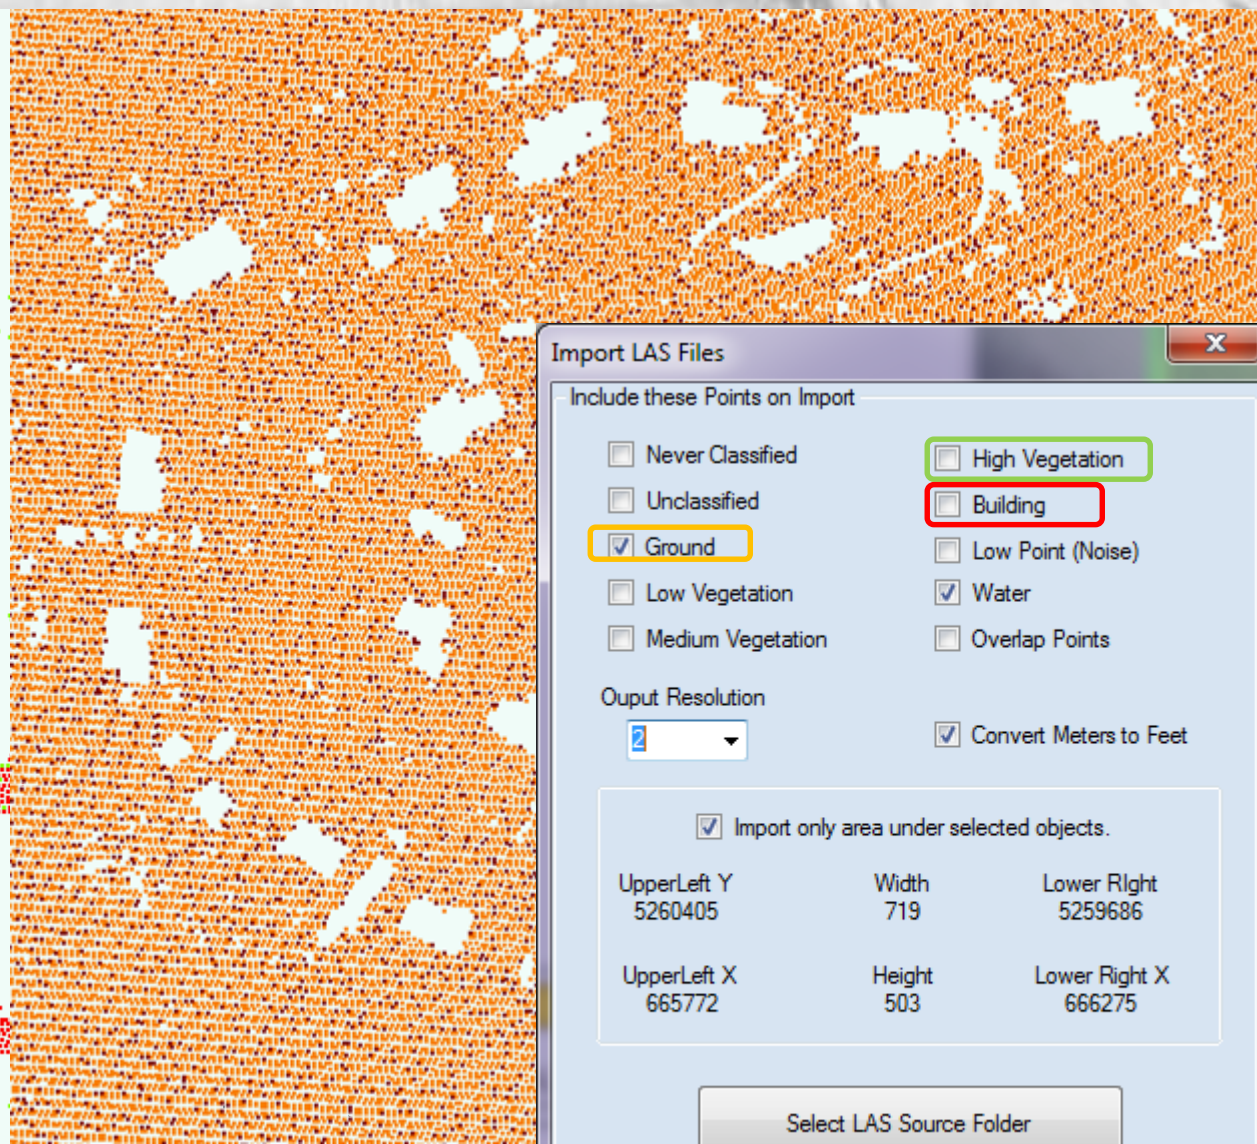 Import LAS Files
X
Include these Points on Import
Never Classified
High Vegetation
Unclassified
Building
Ground
Low Point (Noise)
Low Vegetation
Water
Medium Vegetation
Overlap Points
Ouput Resolution
2
Convert Meters to Feet
Import only area under selected objects.
UpperLeft Y Width Lower RIght
5260405 719 5259686
UpperLeft X Height Lower Right X
665772 503 666275
Select LAS Source Folder